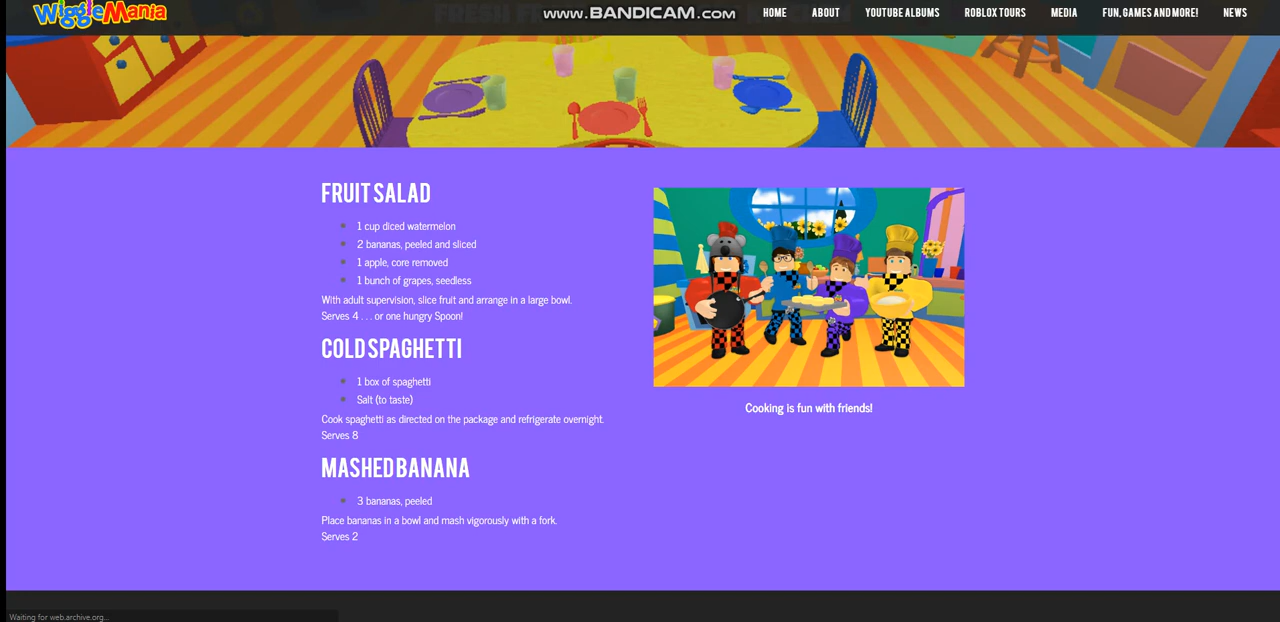 WiggleMania
www.BANDICAM.com
HOME
ABOUT
YOUTUBE ALBUMS
ROBLOX TOURS
MEDIA
FUN, GAMES AND MORE!
NEWS
FRUIT SALAD
1 cup diced watermelon
2 bananas, peeled and sliced
1 apple, core removed
1 bunch of grapes, seedless
With adult supervision, slice fruit and arrange in a large bowl.
Serves 4 . . . or one hungry Spoon!
COLD SPAGHETTI
1 box of spaghetti
Salt (to taste)
Cook spaghetti as directed on the package and refrigerate overnight.
Serves 8
MASHED BANANA
3 bananas, peeled
Place bananas in a bowl and mash vigorously with a fork.
Serves 2
Cooking is fun with friends!
Waiting for web.archive.org...